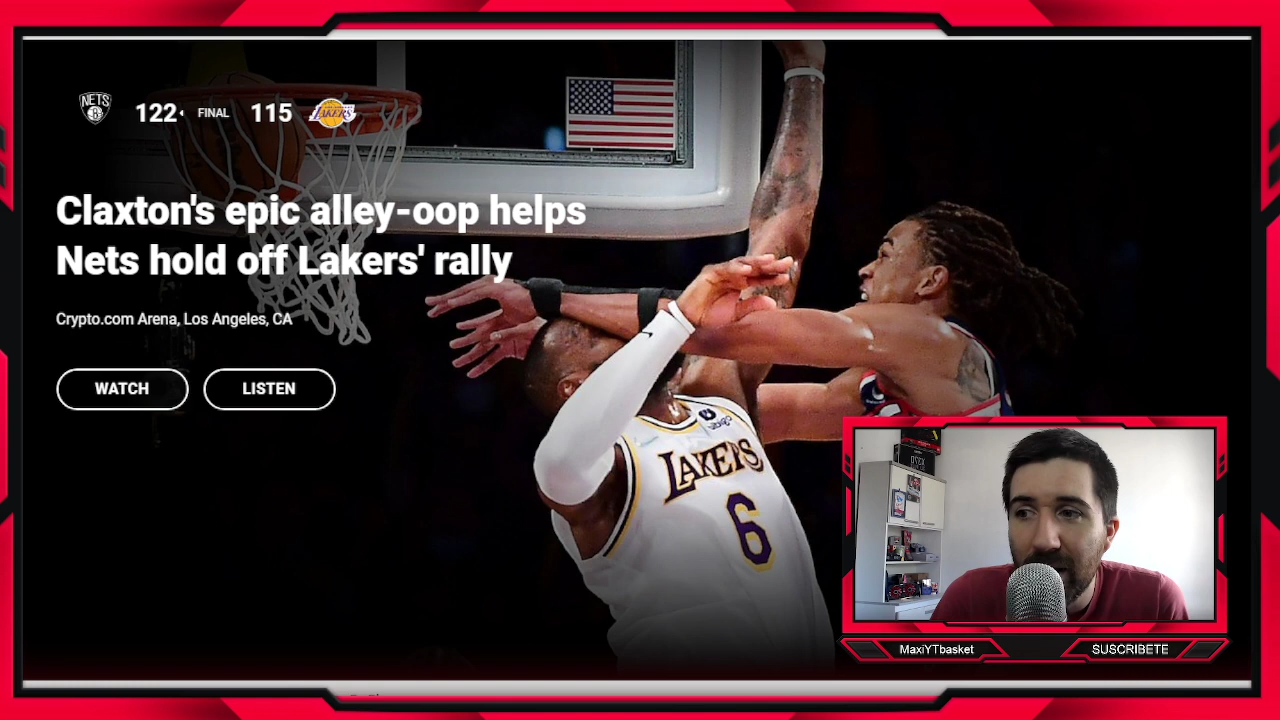 NETS
B
122
FINAL
115
LAKERS
Claxton's epic alley-oop helps
Nets hold off Lakers' rally
Crypto.com Arena, Los Angeles, CA
WATCH
LISTEN
LAKERS
6
MaxiYTbasket
SUSCRIBETE